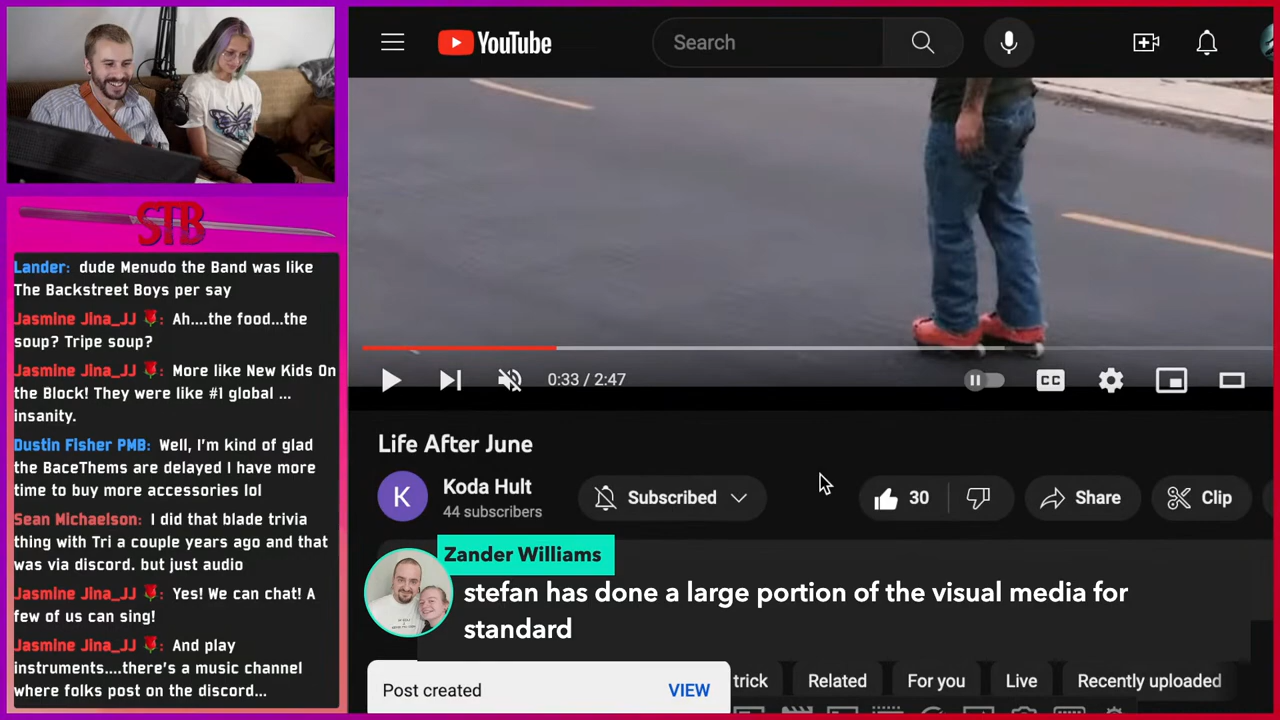 STB
Lander: dude Menudo the Band was like
The Backstreet Boys per say
Jasmine Jina_JJ 🌹: Ah....the food...the
soup? Tripe soup?
Jasmine Jina_JJ 🌹: More like New Kids On
the Block! They were like #1 global ...
insanity.
Dustin Fisher PMB: Well, I'm kind of glad
the BaceThems are delayed I have more
time to buy more accessories lol
Sean Michaelson: I did that blade trivia
thing with Tri a couple years ago and that
was via discord. but just audio
Jasmine Jina_JJ 🌹: Yes! We can chat! A
few of us can sing!
Jasmine Jina_JJ 🌹: And play
instruments....there's a music channel
where folks post on the discord...
YouTube
Search
0:33 / 2:47
CC
Life After June
K
Koda Hult
44 subscribers
Subscribed
30
Share
Clip
Zander Williams
stefan has done a large portion of the visual media for
standard
Post created
VIEW
trick
Related
For you
Live
Recently uploaded